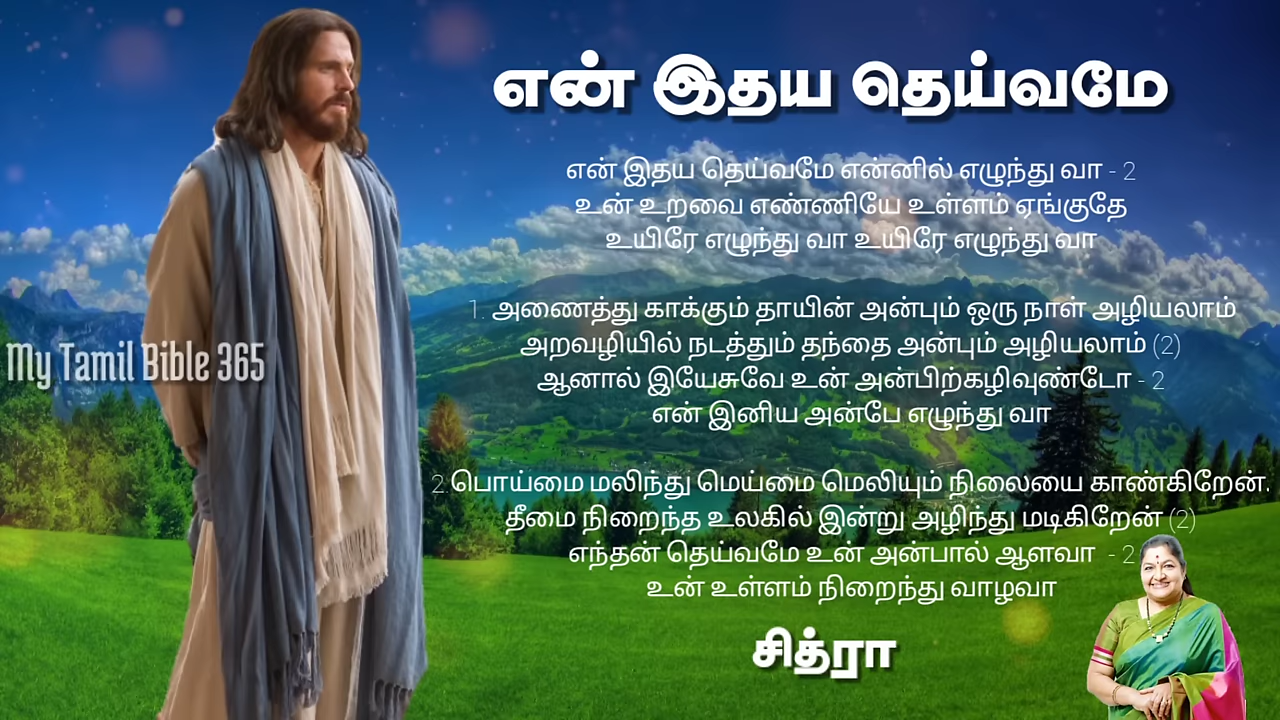 என் இதய தெய்வமே
என் இதய தெய்வமே என்னில் எழுந்து வா - 2
உன் உறவை எண்ணியே உள்ளம் ஏங்குதே
உயிரே எழுந்து வா உயிரே எழுந்து வா
1. அணைத்து காக்கும் தாயின் அன்பும் ஒரு நாள் அழியலாம்
அறவழியில் நடத்தும் தந்தை அன்பும் அழியலாம் (2)
ஆனால் இயேசுவே உன் அன்பிற்கழிவுண்டோ - 2
என் இனிய அன்பே எழுந்து வா
My Tamil Bible 365
2.பொய்மை மலிந்து மெய்மை மெலியும் நிலையை காண்கிறேன்.
தீமை நிறைந்த உலகில் இன்று அழிந்து மடிகிறேன் (2)
எந்தன் தெய்வமே உன் அன்பால் ஆளவா - 2
உன் உள்ளம் நிறைந்து வாழவா
சித்ரா